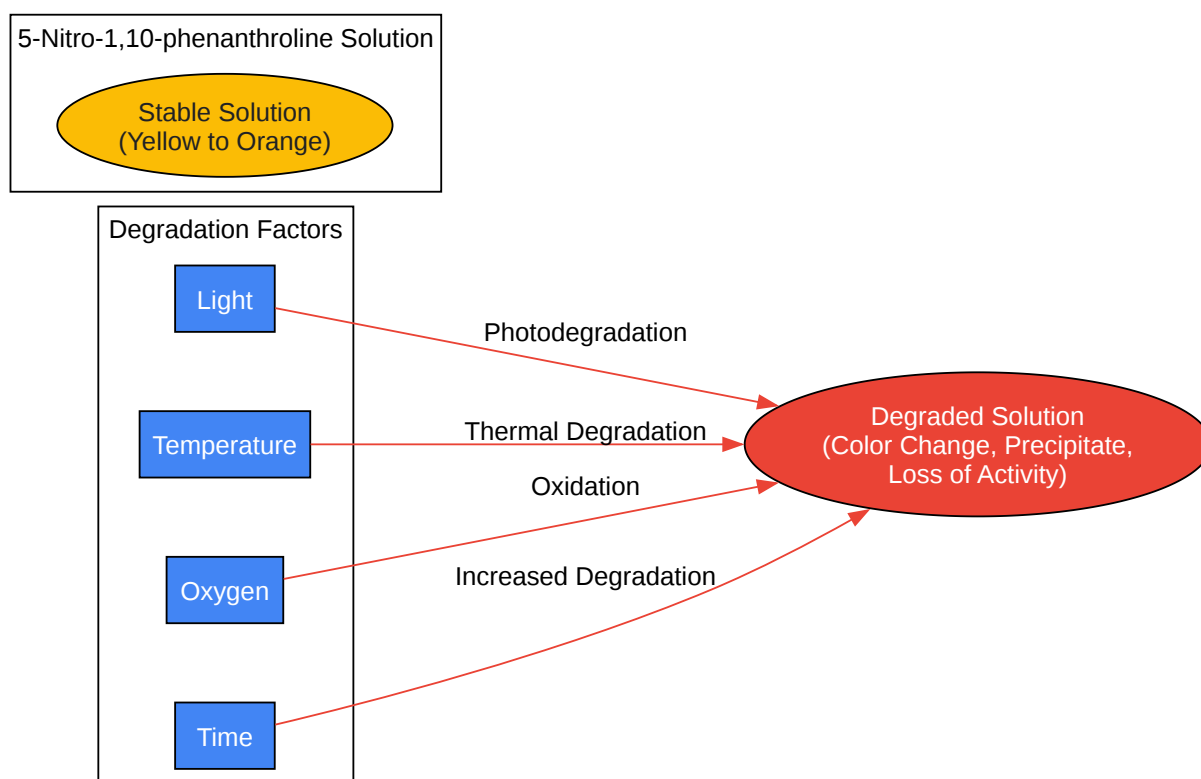 5-Nitro-1,10-phenanthroline Solution
Stable Solution
(Yellow to Orange)
Degradation Factors
Light
Photodegradation
Temperature
Thermal Degradation
Degraded Solution
(Color Change, Precipitate,
Loss of Activity)
Oxidation
Oxygen
Increased Degradation
Time